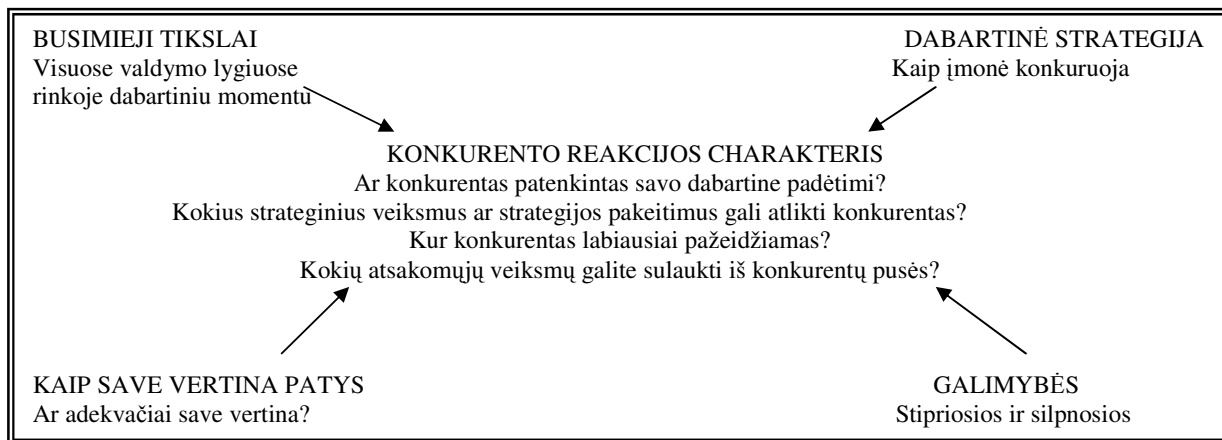 BUSIMIEJI TIKSLAI
Visuose valdymo lygiuose
rinkoje dabartiniu momentu
DABARTINĖ STRATEGIJA
Kaip įmonė konkuruoja
KONKURENTO REAKCIJOS CHARAKTERIS
Ar konkurentas patenkintas savo dabartine padėtimi?
Kokius strateginius veiksmus ar strategijos pakeitimus gali atlikti konkurentas?
Kur konkurentas labiausiai pažeidžiamas?
Kokių atsakomųjų veiksmų galite sulaukti iš konkurentų pusės?
KAIP SAVE VERTINA PATYS
Ar adekvačiai save vertina?
GALIMYBĖS
Stipriosios ir silpnosios